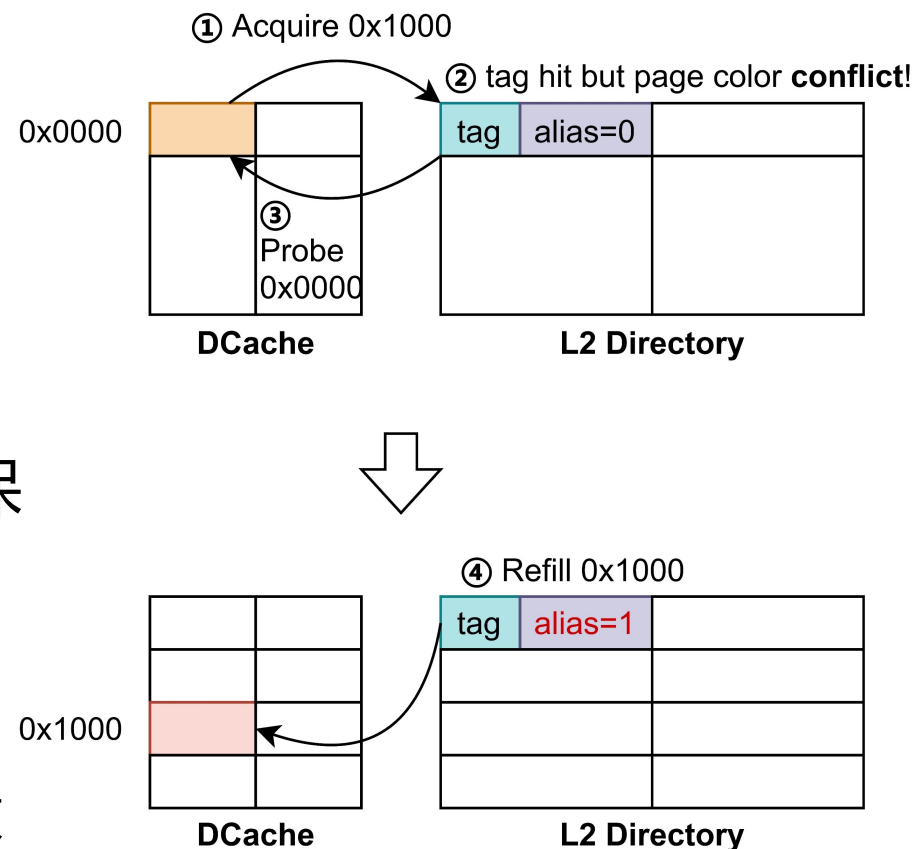 ① Acquire 0x1000
② tag hit but page color conflict!
0x0000
tag
alias=0
③
Probe
0x0000
DCache
L2 Directory
④ Refill 0x1000
tag
alias=1
0x1000
DCache
L2 Directory